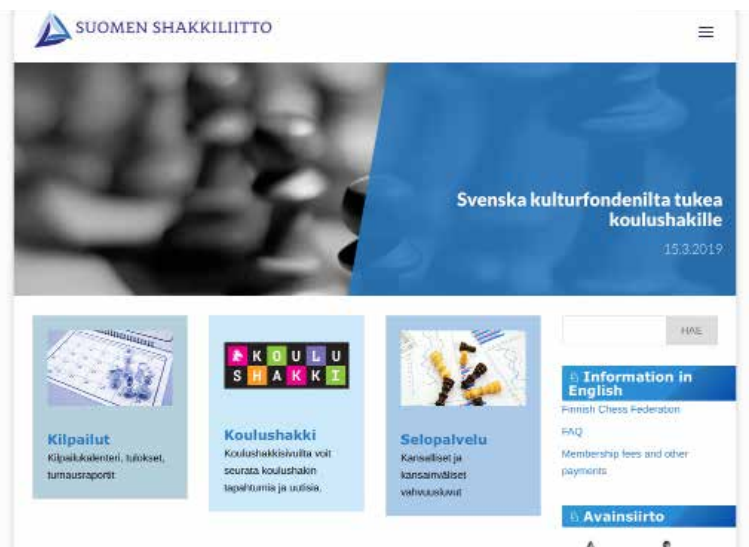 SUOMEN SHAKKILIITTO
Svenska kulturfondenilta tukea
koulushakille
15.3.2019
HAE
KOULU
SHAKKI
Kilpailut
Kilpailukalenteri, tulokset,
turnausraportit
Koulushakki
Koulushakkisivuilta voit
seurata koulushakin
tapahtumia ja uutisia.
Selopalvelu
Kansalliset ja
kansainväliset
vahvuusluvut
Information in
English
Finnish Chess Federation
FAQ
Membership fees and other
payments
Avainsiirto